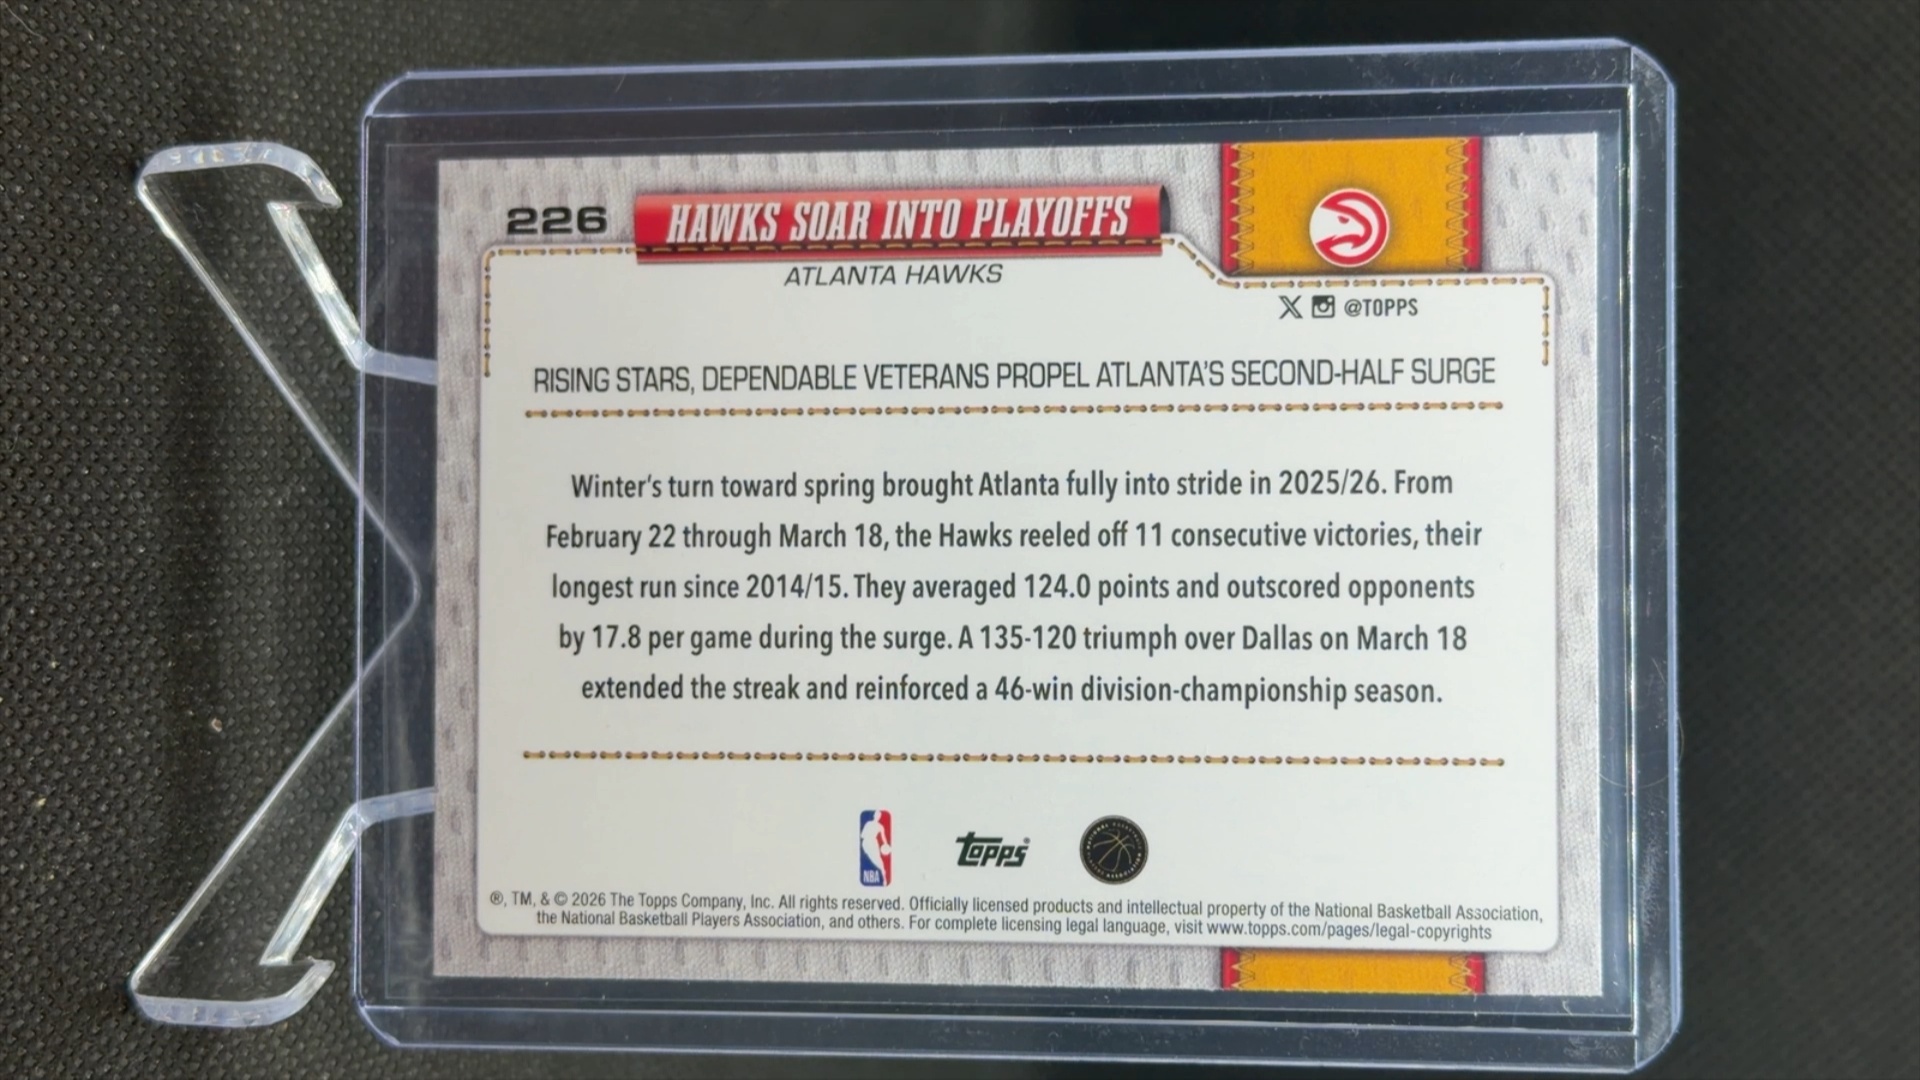 226
HAWKS SOAR INTO PLAYOFFS
ATLANTA HAWKS
@TOPPS
RISING STARS, DEPENDABLE VETERANS PROPEL ATLANTA'S SECOND-HALF SURGE
Winter's turn toward spring brought Atlanta fully into stride in 2025/26. From
February 22 through March 18, the Hawks reeled off 11 consecutive victories, their
longest run since 2014/15. They averaged 124.0 points and outscored opponents
by 17.8 per game during the surge. A 135-120 triumph over Dallas on March 18
extended the streak and reinforced a 46-win division-championship season.
NBA
topps®
®, TM, & © 2026 The Topps Company, Inc. All rights reserved. Officially licensed products and intellectual property of the National Basketball Association,
the National Basketball Players Association, and others. For complete licensing legal language, visit www.topps.com/pages/legal-copyrights